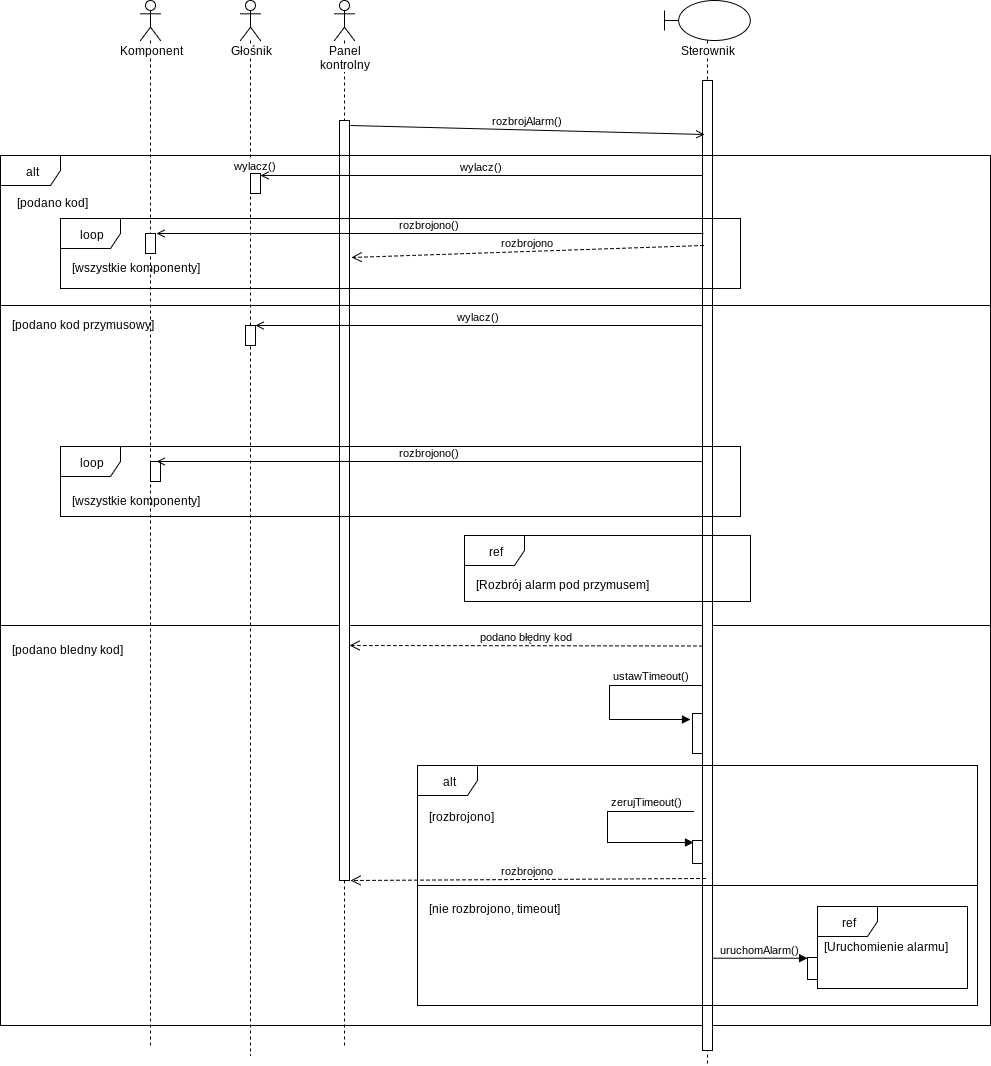 Komponent
Głośnik
Panel
kontrolny
Sterownik
rozbrojAlarm()
alt
wylacz()
wylacz()
[podano kod]
loop
rozbrojono()
rozbrojono
[wszystkie komponenty]
[podano kod przymusowy]
wylacz()
loop
rozbrojono()
[wszystkie komponenty]
ref
[Rozbrój alarm pod przymusem]
podano błędny kod
[podano bledny kod]
ustawTimeout()
alt
zerujTimeout()
[rozbrojono]
rozbrojono
[nie rozbrojono, timeout]
ref
[Uruchomienie alarmu]
uruchomAlarm()